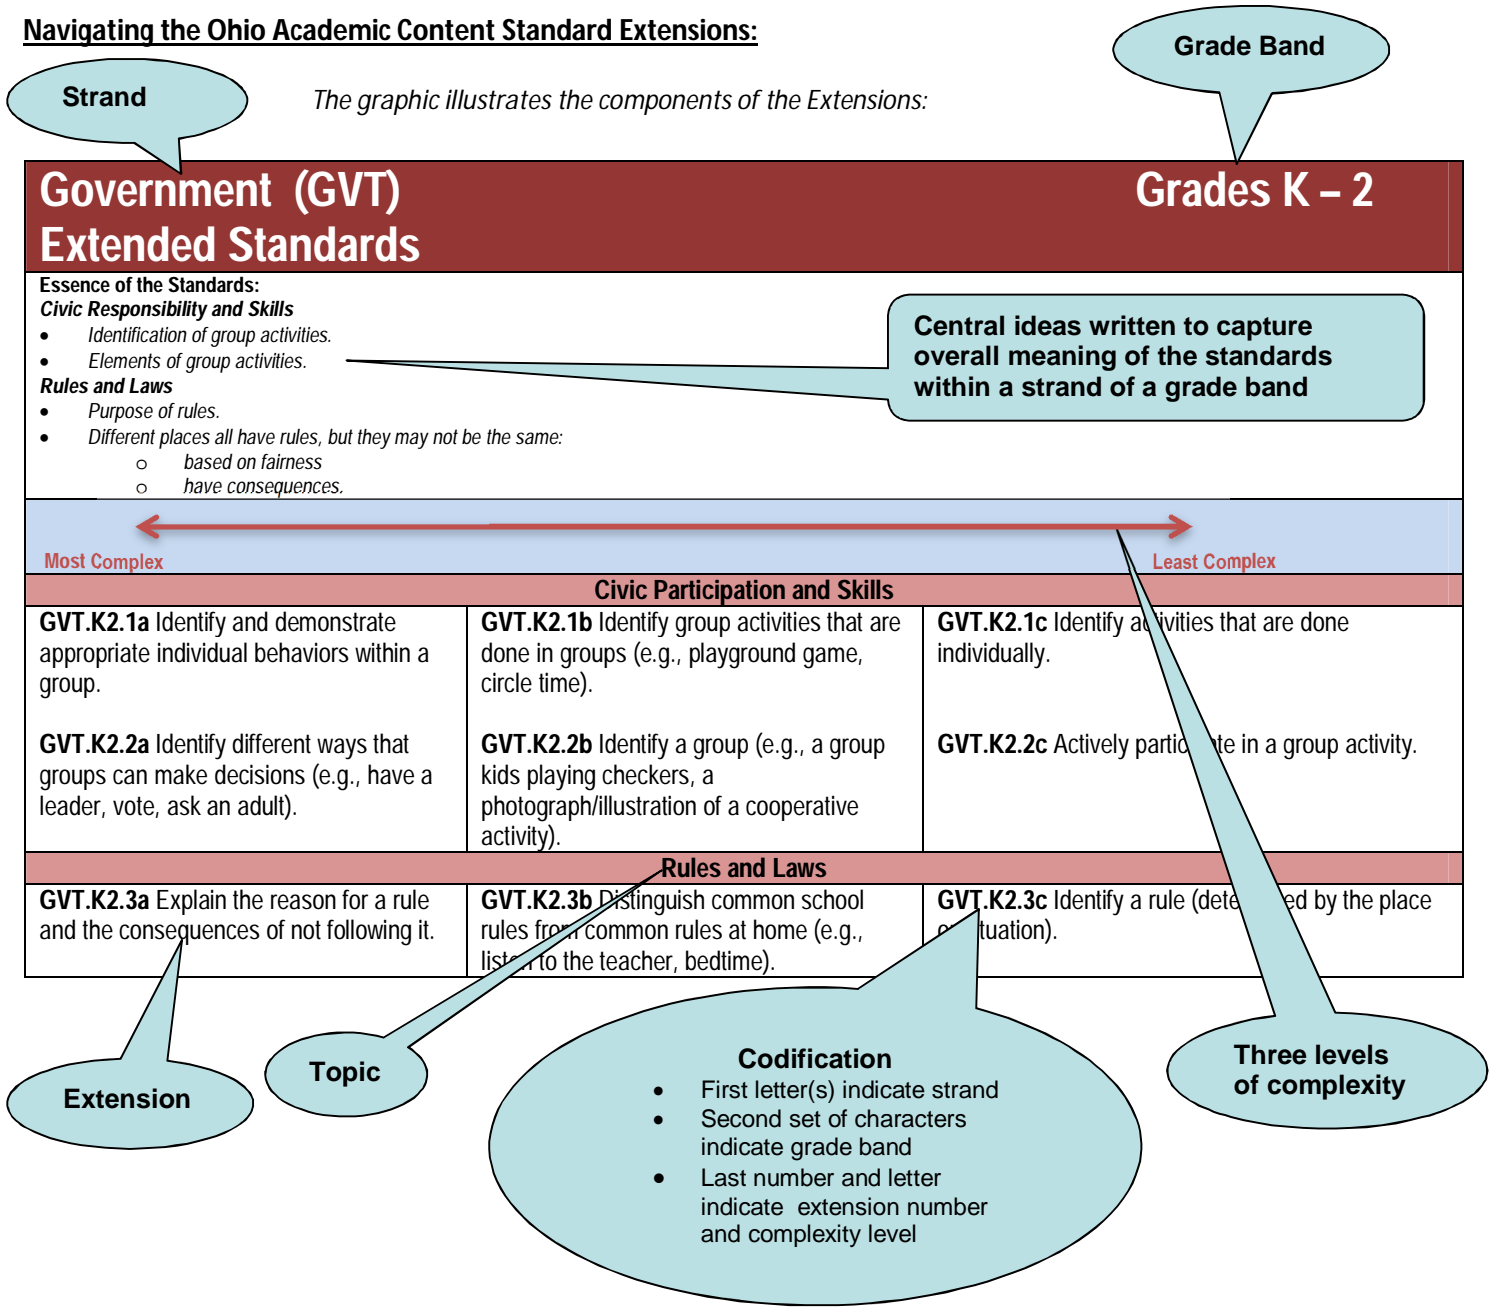 Navigating the Ohio Academic Content Standard Extensions:
Grade Band
Strand
The graphic illustrates the components of the Extensions:
Government (GVT)
Grades K – 2
Extended Standards
Essence of the Standards:
Civic Responsibility and Skills
• Identification of group activities.
• Elements of group activities.
Rules and Laws
• Purpose of rules.
• Different places all have rules, but they may not be the same:
o based on fairness
o have consequences.
Central ideas written to capture
overall meaning of the standards
within a strand of a grade band
Most Complex
Least Complex
Civic Participation and Skills
GVT.K2.1a Identify and demonstrate
appropriate individual behaviors within a
group.
GVT.K2.2a Identify different ways that
groups can make decisions (e.g., have a
leader, vote, ask an adult).
GVT.K2.1b Identify group activities that are
done in groups (e.g., playground game,
circle time).
GVT.K2.2b Identify a group (e.g., a group
kids playing checkers, a
photograph/illustration of a cooperative
activity).
GVT.K2.1c Identify activities that are done
individually.
GVT.K2.2c Actively participate in a group activity.
Rules and Laws
GVT.K2.3a Explain the reason for a rule
and the consequences of not following it.
GVT.K2.3b Distinguish common school
rules from common rules at home (e.g.,
listen to the teacher, bedtime).
GVT.K2.3c Identify a rule (determined by the place
or situation).
Extension
Topic
Codification
• First letter(s) indicate strand
• Second set of characters
indicate grade band
• Last number and letter
indicate extension number
and complexity level
Three levels
of complexity